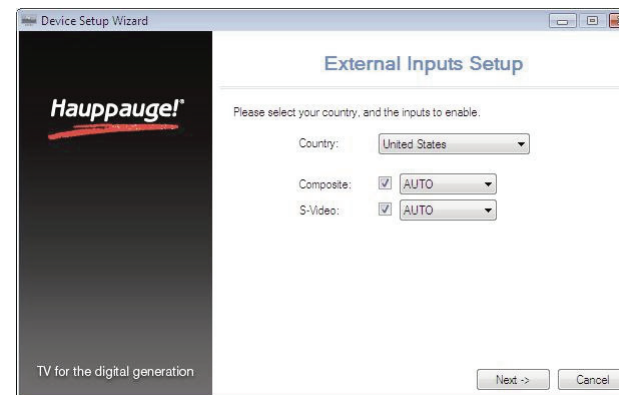 Device Setup Wizard
External Inputs Setup
Hauppauge!
Please select your country, and the inputs to enable.
Country: United States
Composite: AUTO
S-Video: AUTO
TV for the digital generation
Next -> Cancel